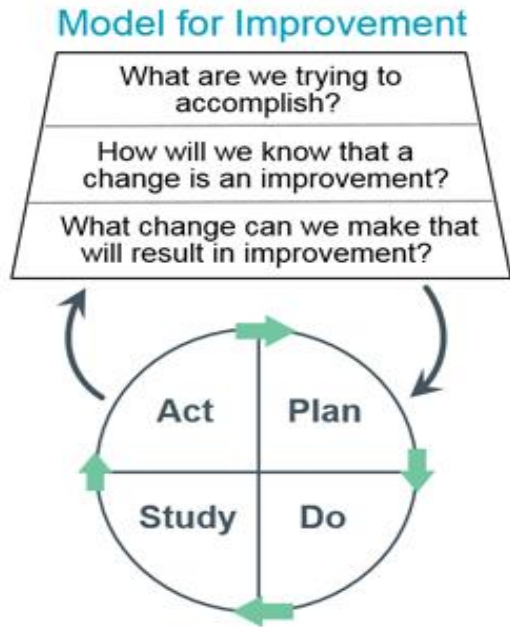 Model for Improvement
What are we trying to
accomplish?
How will we know that a
change is an improvement?
What change can we make that
will result in improvement?
Act
Plan
Study
Do